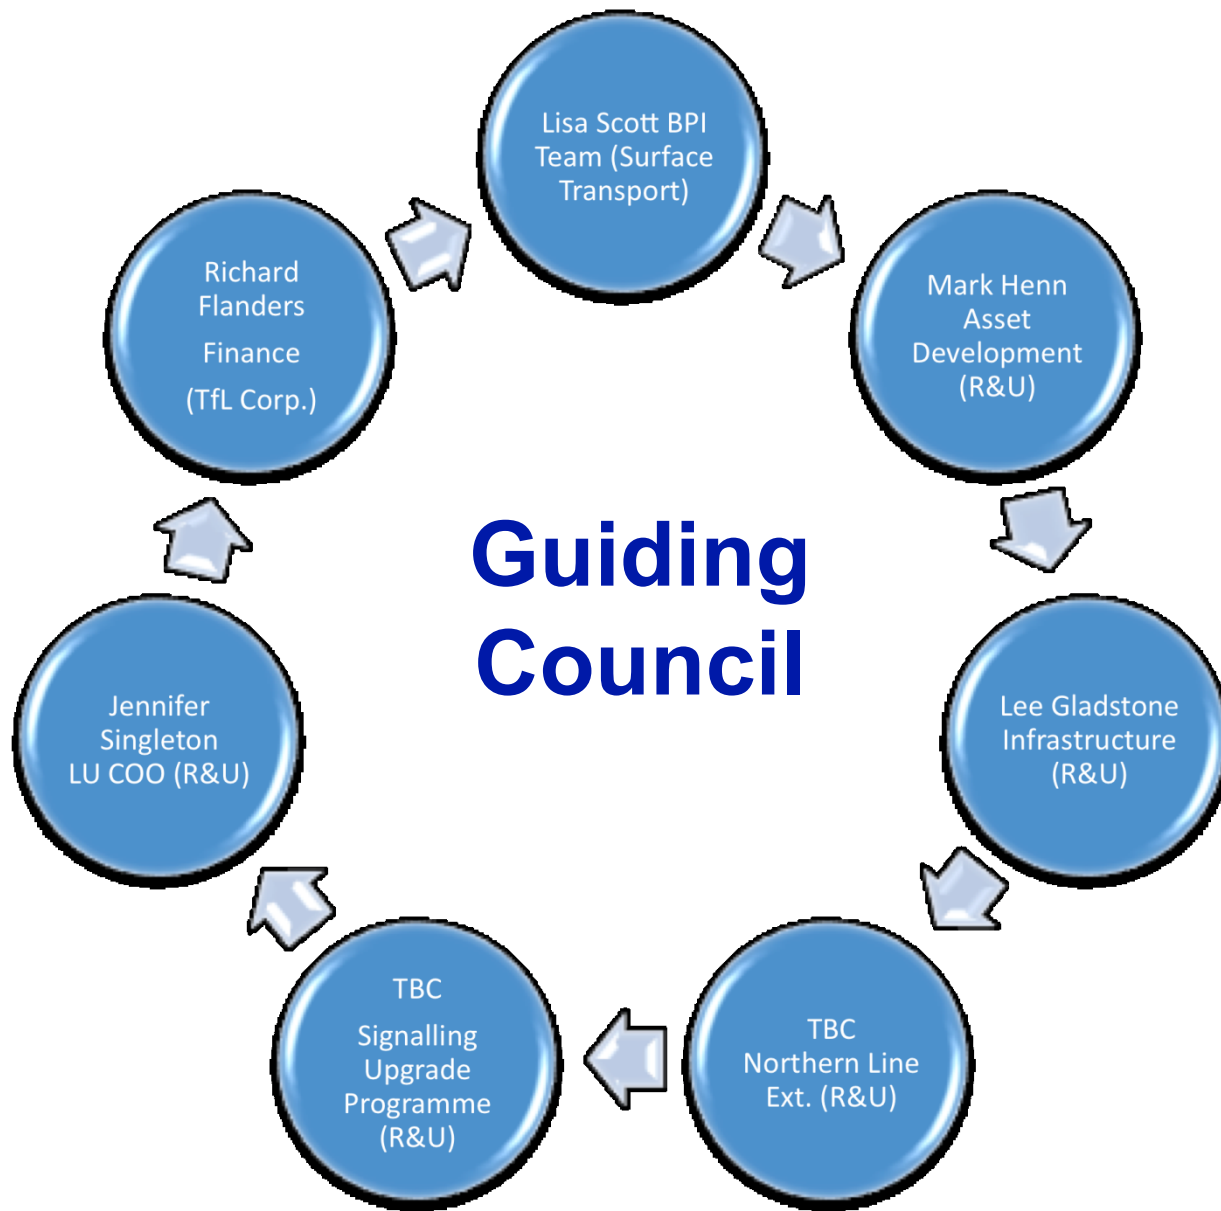 Lisa Scott BPI
Team (Surface
Transport)
Mark Henn
Asset
Development
(R&U)
Lee Gladstone
Infrastructure
(R&U)
TBC
Northern Line
Ext. (R&U)
TBC
Signalling
Upgrade
Programme
(R&U)
Jennifer
Singleton
LU COO (R&U)
Richard
Flanders
Finance
(TfL Corp.)
Guiding
Council